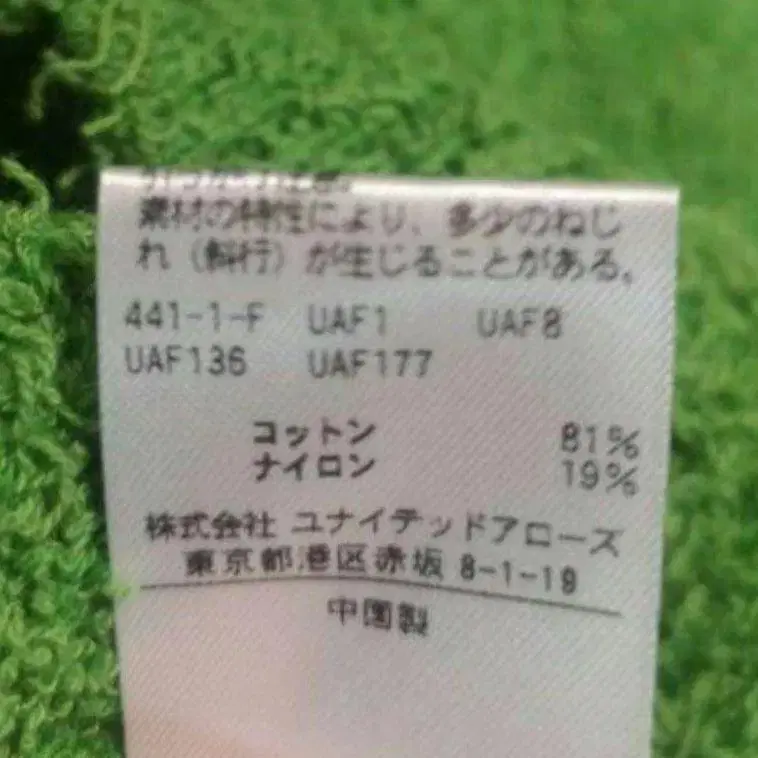 素材の特性により、多少のねじ
れ（斜行）が生じることがある。
441-1-F UAF1 UAF8
UAF136 UAF177
コットン 81%
ナイロン 19%
株式会社 ユナイテッドアローズ
東京都港区赤坂 8-1-19
中国製